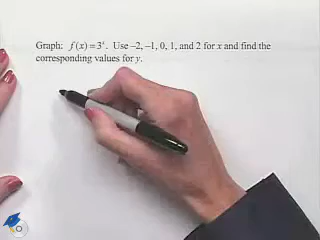 Graph: f(x) = 3ˣ. Use –2, –1, 0, 1, and 2 for x and find the
corresponding values for y.